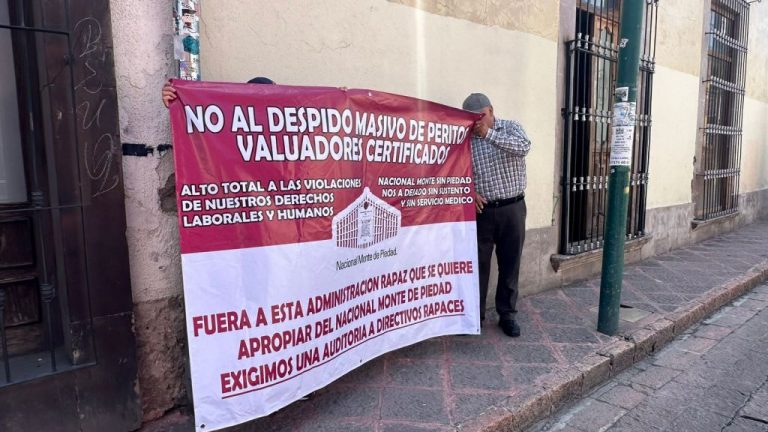 NO AL DESPIDO MASIVO DE PERITOS
VALUADORES CERTIFICADOS
ALTO TOTAL A LAS VIOLACIONES
DE NUESTROS DERECHOS
LABORALES Y HUMANOS
NACIONAL MONTE SIN PIEDAD
NOS A DEJADO SIN SUSTENTO
Y SIN SERVICIO MEDICO
Nacional Monte de Piedad.
FUERA A ESTA ADMINISTRACION RAPAZ QUE SE QUIERE
APROPIAR DEL NACIONAL MONTE DE PIEDAD
EXIGIMOS UNA AUDITORIA A DIRECTIVOS RAPACES